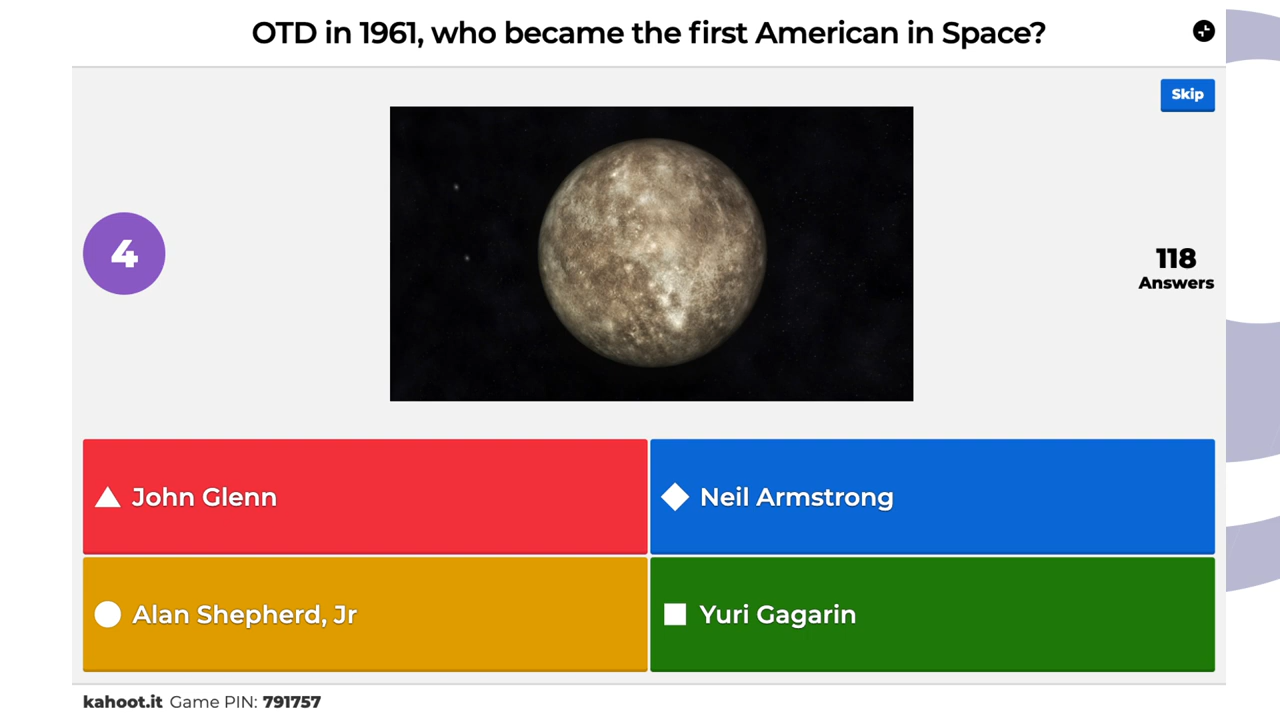 OTD in 1961, who became the first American in Space?
Skip
4
118
Answers
John Glenn
Neil Armstrong
Alan Shepherd, Jr
Yuri Gagarin
kahoot.it Game PIN: 791757